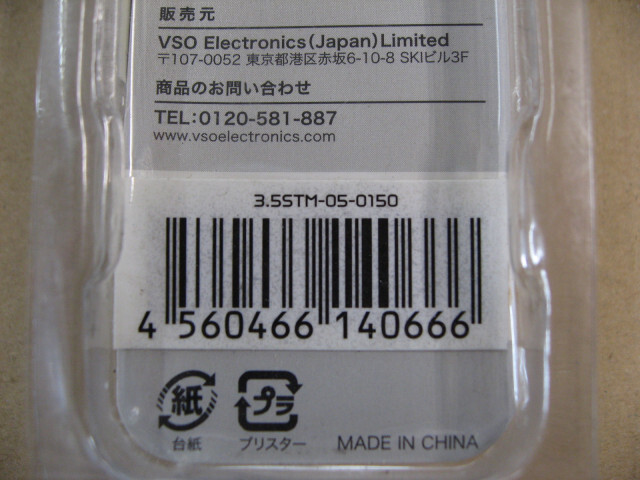 販売元
VSO Electronics(Japan)Limited
〒107-0052 東京都港区赤坂6-10-8 SKIビル3F
商品のお問い合わせ
TEL:0120-581-887
www.vsoelectronics.com
3.5STM-05-0150
4 560466 140666
紙 プラ
台紙 ブリスター MADE IN CHINA